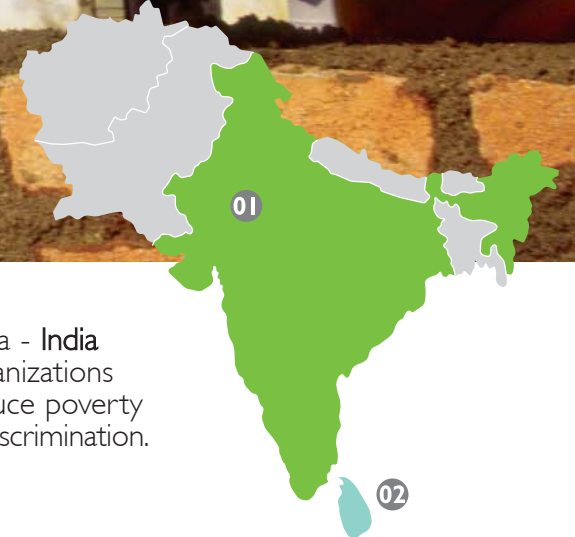 01
a - India
anizations
uce poverty
scrimination.
02